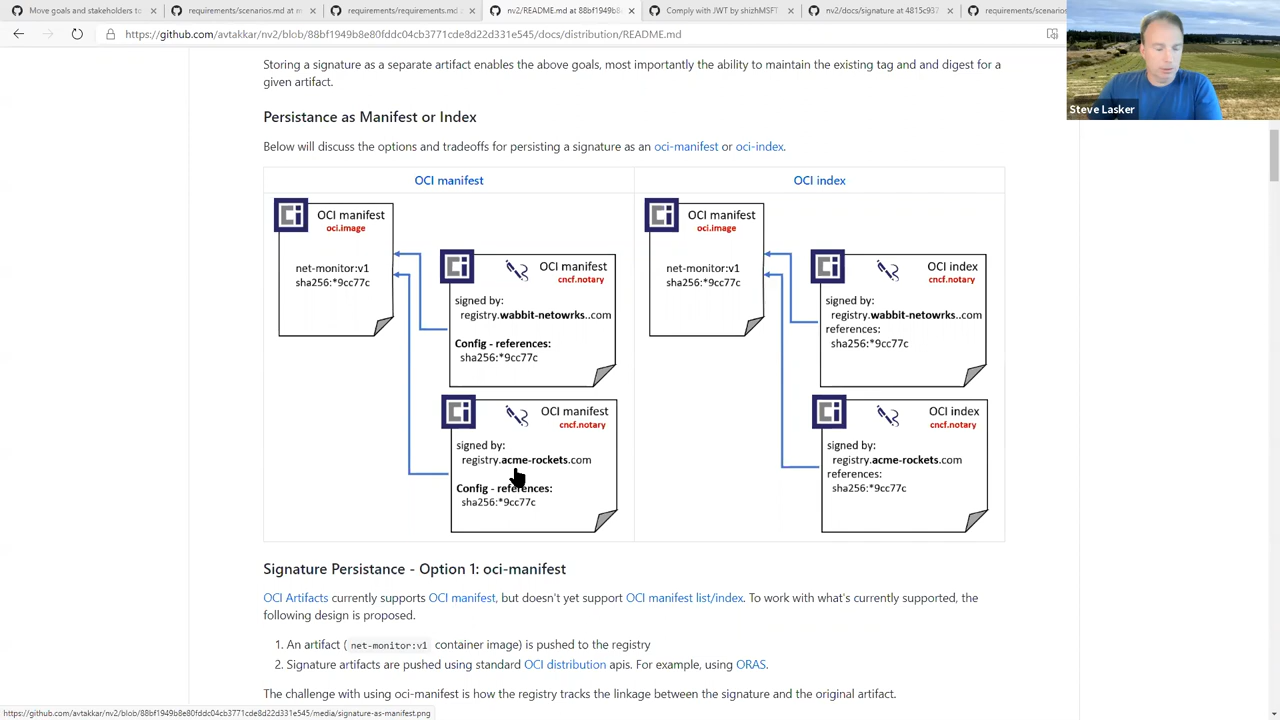 Move goals and stakeholders to
requirements/scenarios.md at m
requirements/requirements.md
nv2/README.md at 88bf1949b8
Comply with JWT by shizhMSFT
nv2/docs/signature at 4815c937
requirements/scenarios
https://github.com/avtakkar/nv2/blob/88bf1949b8e80fddc04cb3771cde8d22d331e545/docs/distribution/README.md
Steve Lasker
Storing a signature as a separate artifact enables the above goals, most importantly the ability to maintain the existing tag and and digest for a
given artifact.
Persistance as Manifest or Index
Below will discuss the options and tradeoffs for persisting a signature as an oci-manifest or oci-index.
OCI manifest
OCI index
OCI manifest
oci.image
net-monitor:v1
sha256:*9cc77c
OCI manifest
cncf.notary
signed by:
registry.wabbit-netowrks..com
Config - references:
sha256:*9cc77c
OCI manifest
cncf.notary
signed by:
registry.acme-rockets.com
Config - references:
sha256:*9cc77c
OCI manifest
oci.image
net-monitor:v1
sha256:*9cc77c
OCI index
cncf.notary
signed by:
registry.wabbit-netowrks..com
references:
sha256:*9cc77c
OCI index
cncf.notary
signed by:
registry.acme-rockets.com
references:
sha256:*9cc77c
Signature Persistance - Option 1: oci-manifest
OCI Artifacts currently supports OCI manifest, but doesn't yet support OCI manifest list/index. To work with what's currently supported, the
following design is proposed.
1. An artifact ( net-monitor:v1 container image) is pushed to the registry
2. Signature artifacts are pushed using standard OCI distribution apis. For example, using ORAS.
The challenge with using oci-manifest is how the registry tracks the linkage between the signature and the original artifact.
https://github.com/avtakkar/nv2/blob/88bf1949b8e80fddc04cb3771cde8d22d331e545/media/signature-as-manifest.png